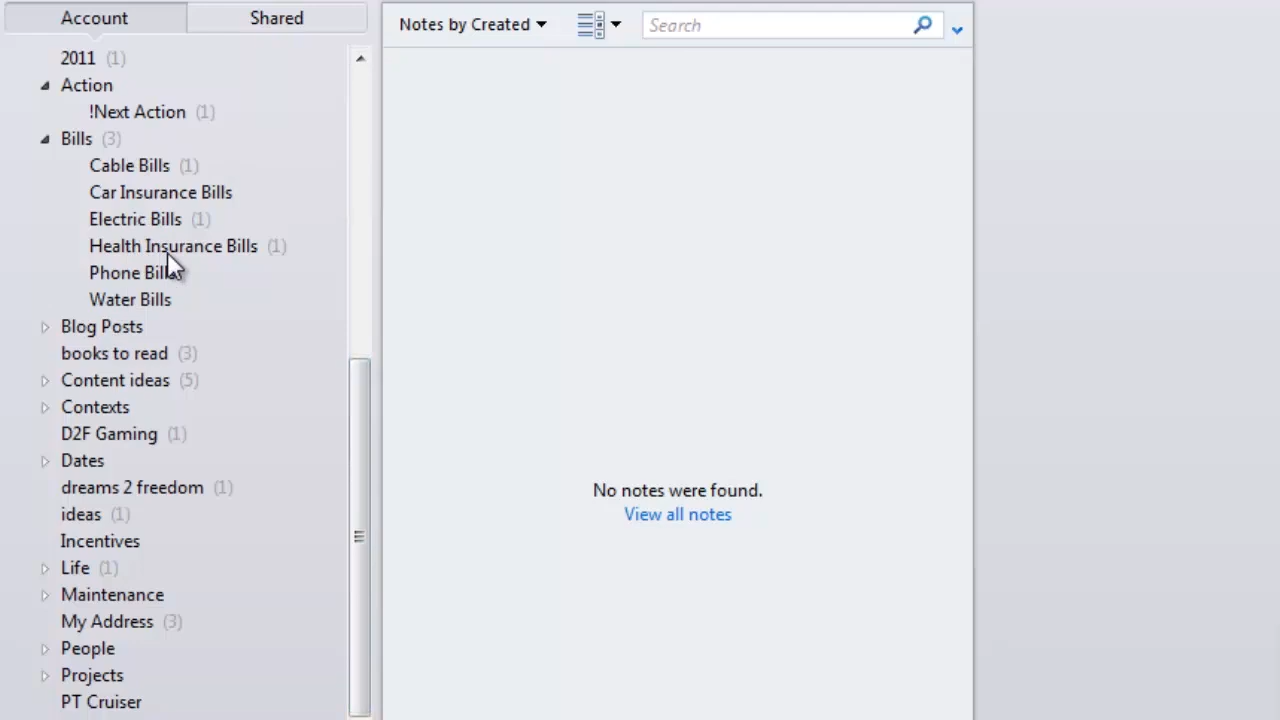 Account
Shared
2011 (1)
Action
!Next Action (1)
Bills (3)
Cable Bills (1)
Car Insurance Bills
Electric Bills (1)
Health Insurance Bills (1)
Phone Bills
Water Bills
Blog Posts
books to read (3)
Content ideas (5)
Contexts
D2F Gaming (1)
Dates
dreams 2 freedom (1)
ideas (1)
Incentives
Life (1)
Maintenance
My Address (3)
People
Projects
PT Cruiser
Notes by Created
Search
No notes were found.
View all notes